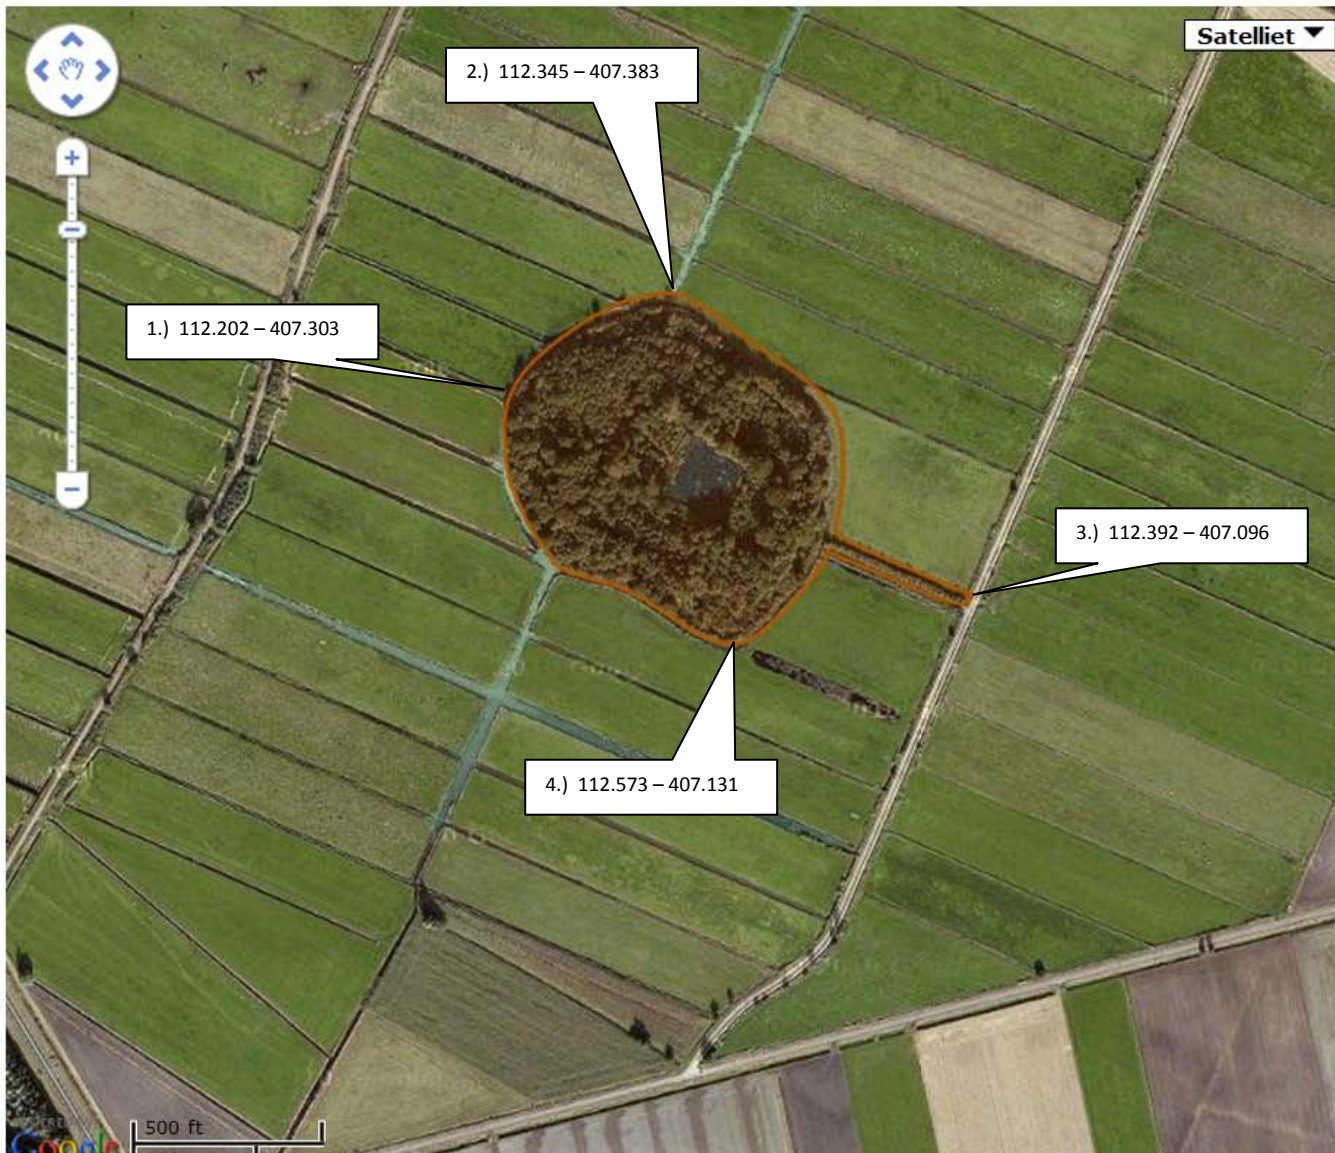 Satelliet
2.) 112.345 – 407.383
1.) 112.202 – 407.303
3.) 112.392 – 407.096
4.) 112.573 – 407.131
500 ft
Google